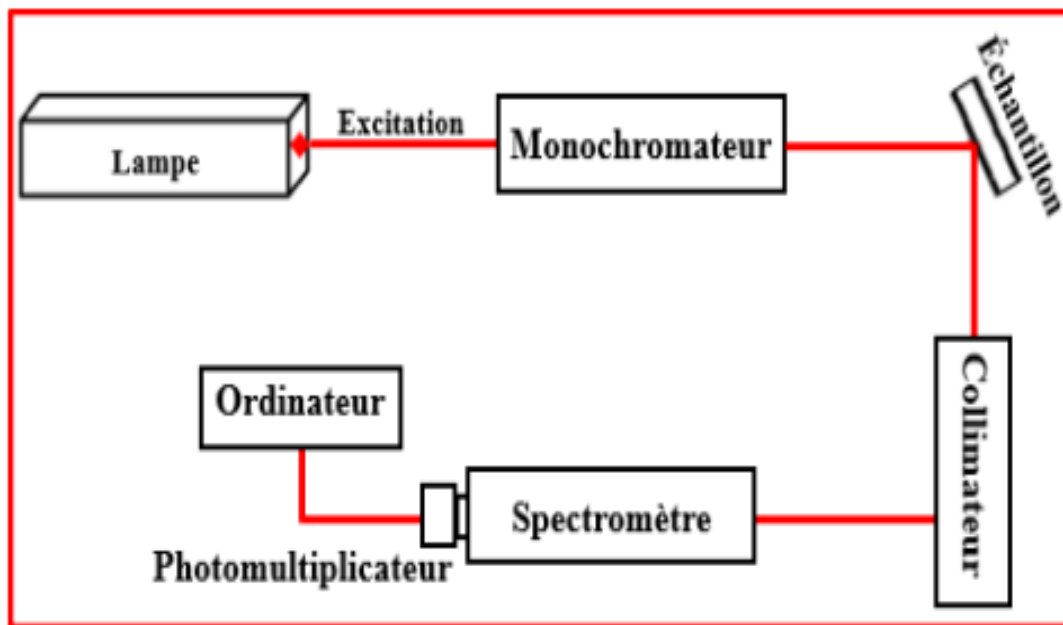 Lampe
Excitation
Monochromateur
Échantillon
Collimateur
Spectromètre
Photomultiplicateur
Ordinateur